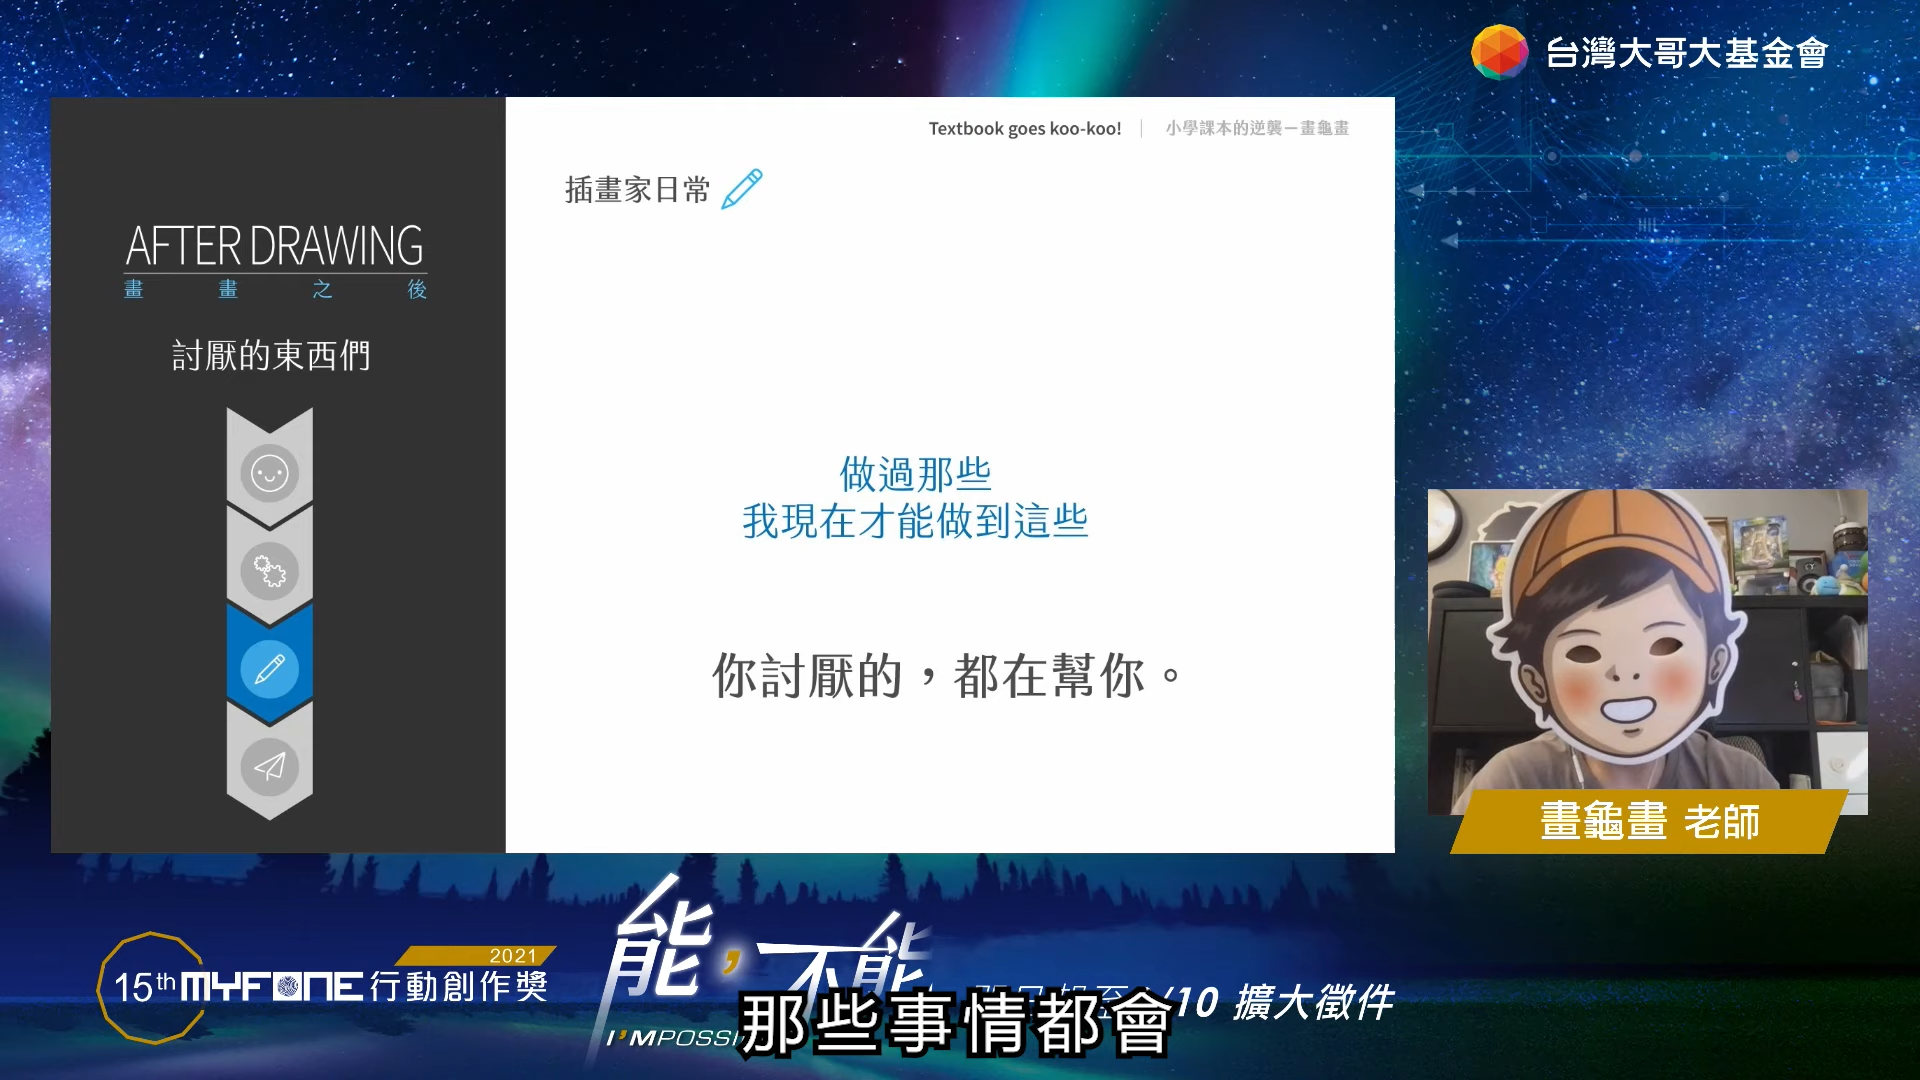 台灣大哥大基金會
Textbook goes koo-koo!
小學課本的逆襲－畫龜畫
插畫家日常
AFTER DRAWING
畫畫之後
討厭的東西們
做過那些
我現在才能做到這些
你討厭的，都在幫你。
畫龜畫 老師
2021
15th MYFONE 行動創作獎
能，不能
/10 擴大徵件
I'MPOSSI
那些事情都會